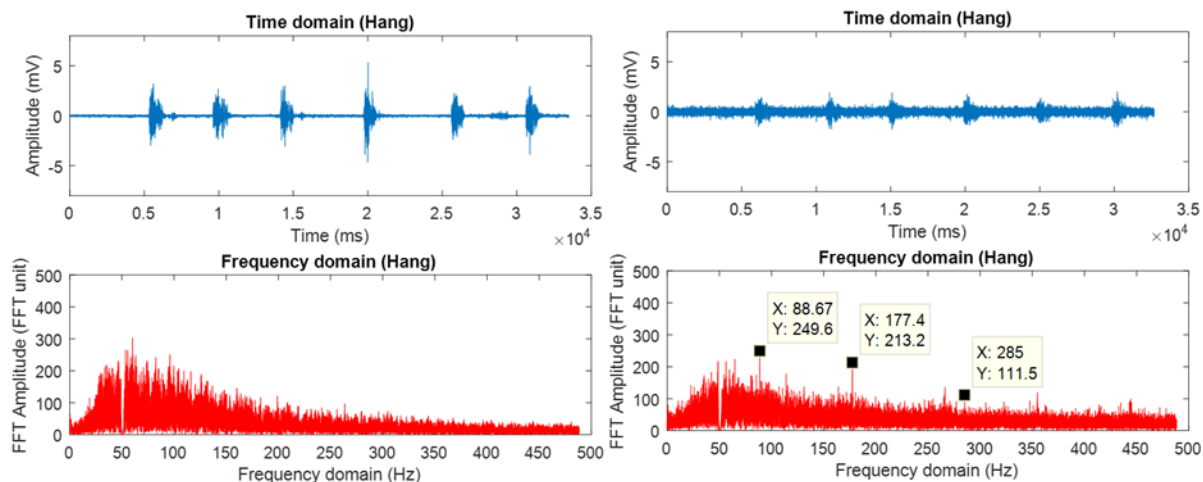 Time domain (Hang)
Amplitude (mV)
5
0
-5
0 0.5 1 1.5 2 2.5 3 3.5
Time (ms)
×10^4
Time domain (Hang)
Amplitude (mV)
5
0
-5
0 0.5 1 1.5 2 2.5 3 3.5
Time (ms)
×10^4
Frequency domain (Hang)
FFT Amplitude (FFT unit)
500
400
300
200
100
0
0 50 100 150 200 250 300 350 400 450 500
Frequency domain (Hz)
Frequency domain (Hang)
FFT Amplitude (FFT unit)
500
400
300
200
100
0
X: 88.67
Y: 249.6
X: 177.4
Y: 213.2
X: 285
Y: 111.5
0 50 100 150 200 250 300 350 400 450 500
Frequency domain (Hz)